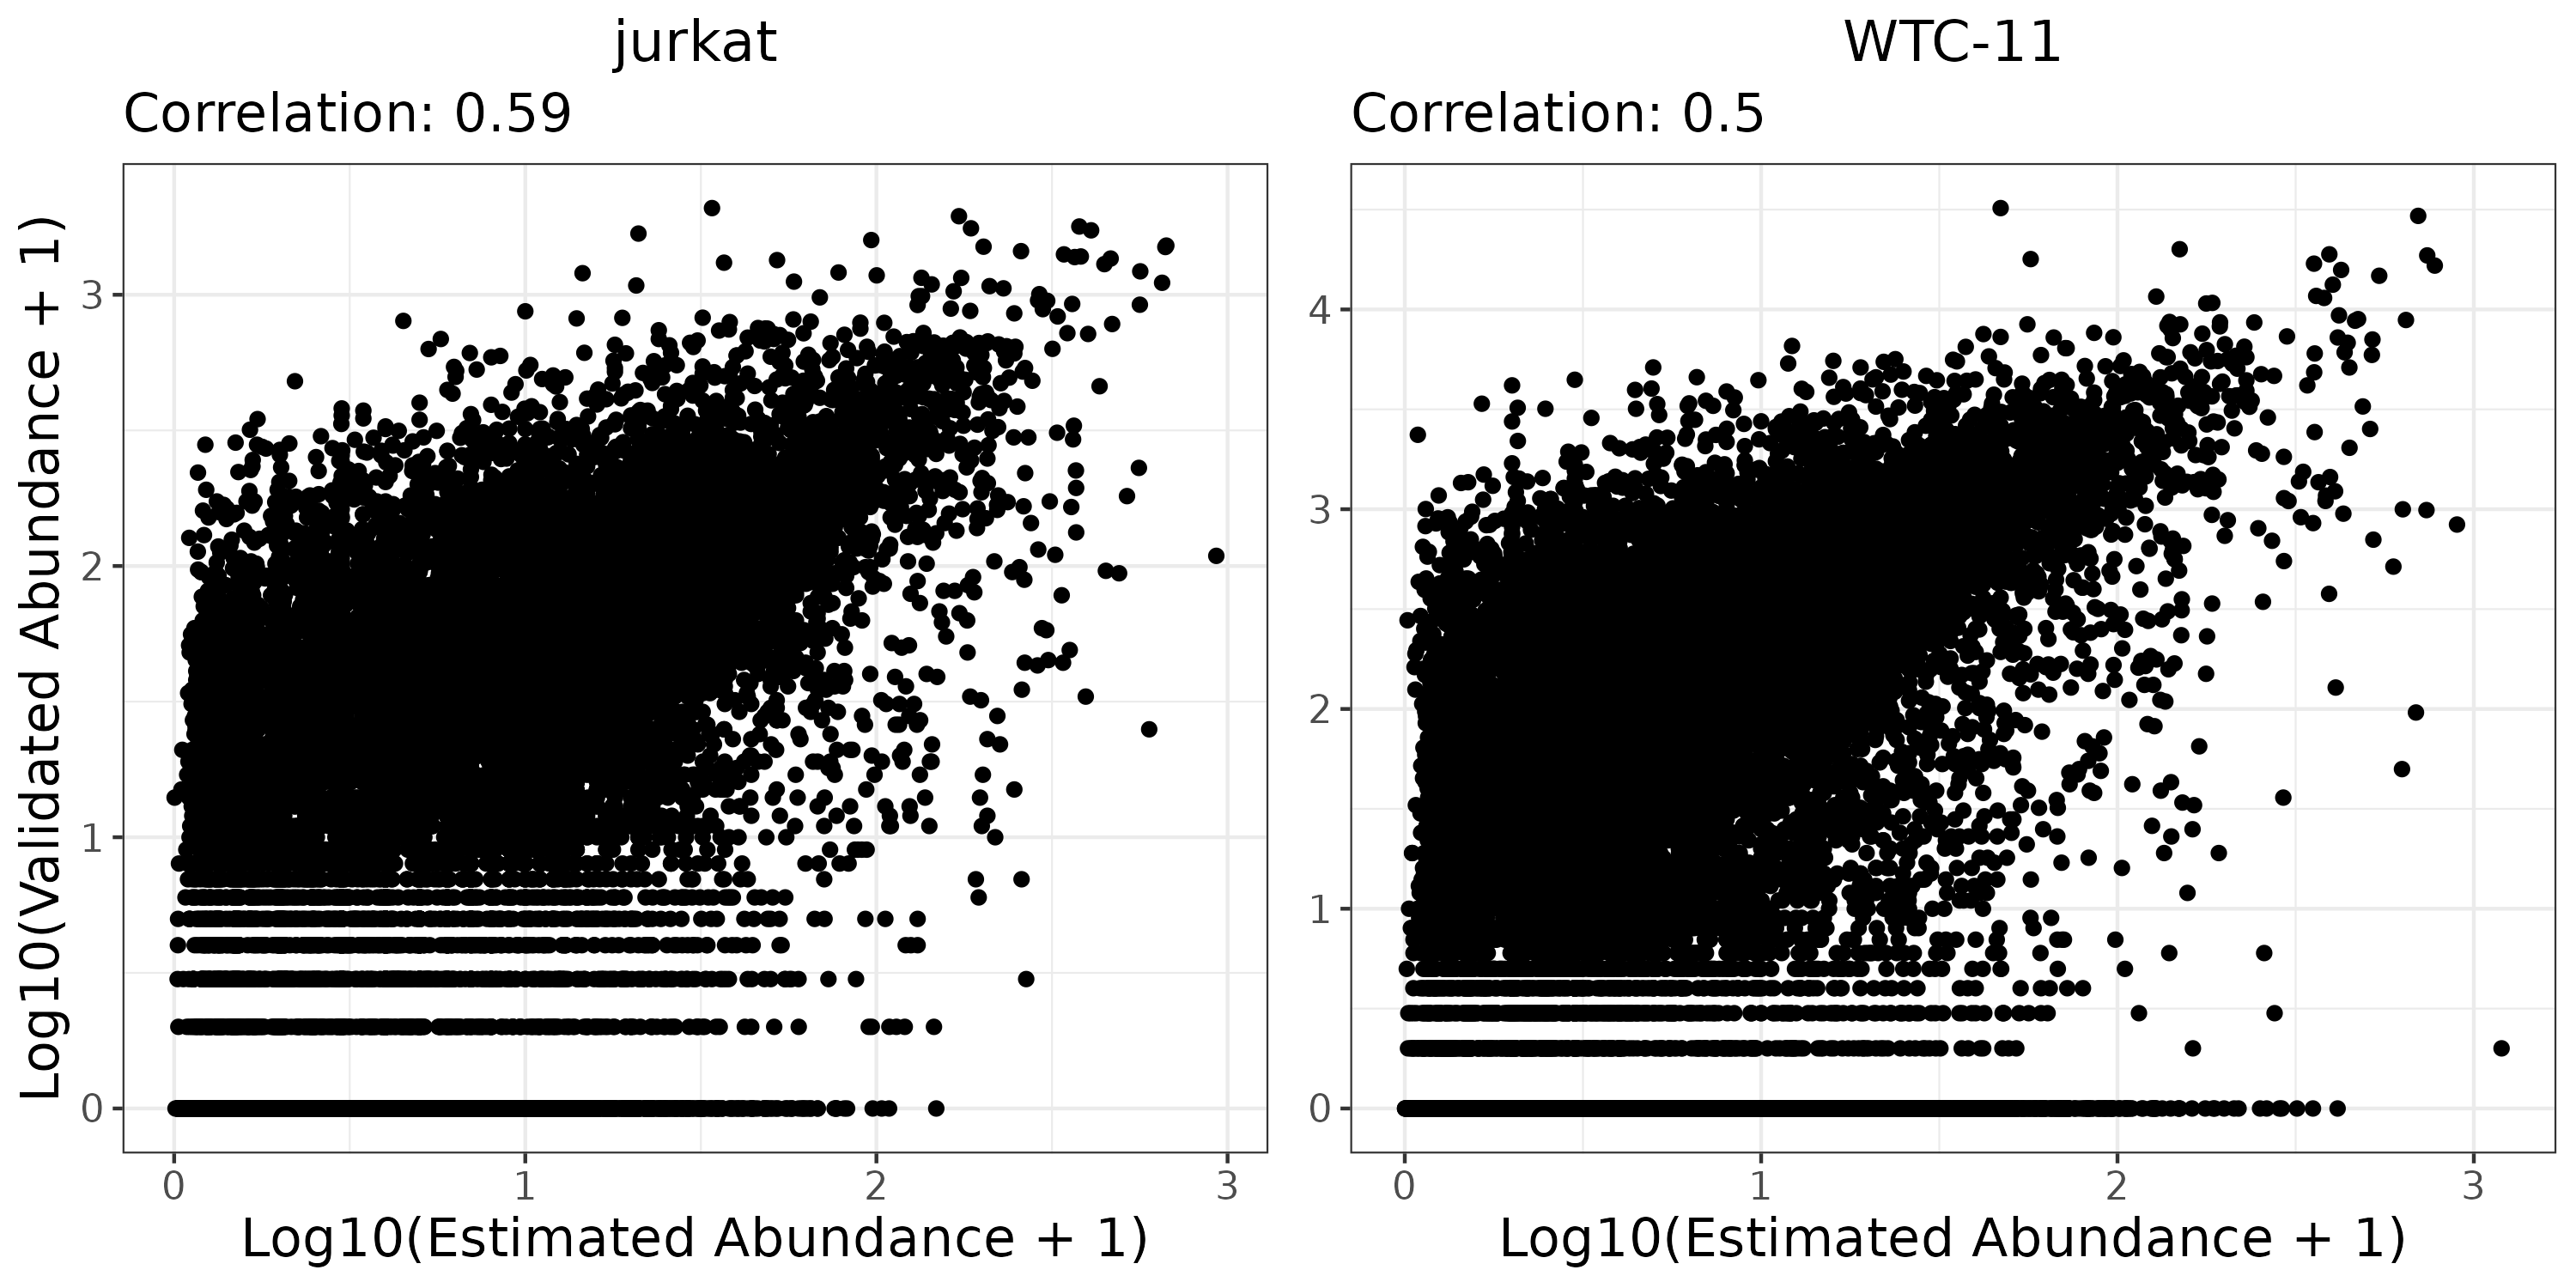 jurkat
Correlation: 0.59
Log10(Validated Abundance + 1)
3
2
1
0
0 1 2 3
Log10(Estimated Abundance + 1)
WTC-11
Correlation: 0.5
4
3
2
1
0
0 1 2 3
Log10(Estimated Abundance + 1)